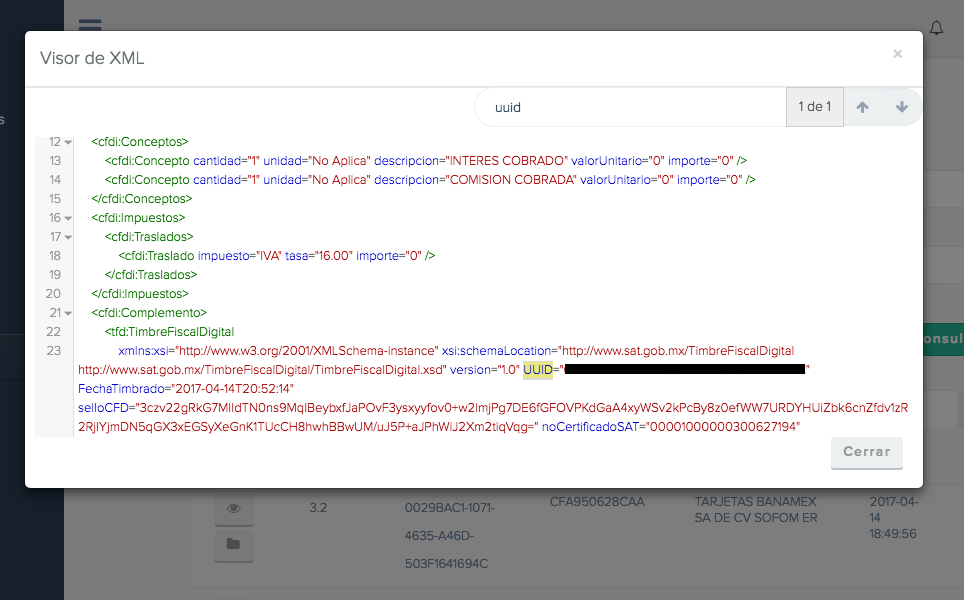 Visor de XML
×
uuid
1 de 1
12 <cfdi:Conceptos>
13 <cfdi:Concepto cantidad="1" unidad="No Aplica" descripcion="INTERES COBRADO" valorUnitario="0" importe="0" />
14 <cfdi:Concepto cantidad="1" unidad="No Aplica" descripcion="COMISION COBRADA" valorUnitario="0" importe="0" />
15 </cfdi:Conceptos>
16 <cfdi:Impuestos>
17 <cfdi:Traslados>
18 <cfdi:Traslado impuesto="IVA" tasa="16.00" importe="0" />
19 </cfdi:Traslados>
20 </cfdi:Impuestos>
21 <cfdi:Complemento>
22 <tfd:TimbreFiscalDigital
23 xmlns:xsi="http://www.w3.org/2001/XMLSchema-instance" xsi:schemaLocation="http://www.sat.gob.mx/TimbreFiscalDigital
http://www.sat.gob.mx/TimbreFiscalDigital/TimbreFiscalDigital.xsd" version="1.0" UUID=" "
FechaTimbrado="2017-04-14T20:52:14"
selloCFD="3czv22gRkG7MlldTN0ns9MqIBeybxfJaPOvF3ysxyyfov0+w2ImjPg7DE6fGFOVPKdGaA4xyWSv2kPcBy8z0efWW7URDYHUiZbk6cnZfdv1zR
2RjlYjmDN5qGX3xEGSyXeGnK1TUcCH8hwhBBwUM/uJ5P+aJPhWiJ2Xm2tiqVqg=" noCertificadoSAT="00001000000300627194"
Cerrar
s
onsul
3.2
0029BAC1-1071-
4635-A46D-
503F1641694C
CFA950628CAA
TARJETAS BANAMEX
SA DE CV SOFOM ER
2017-04-
14
18:49:56